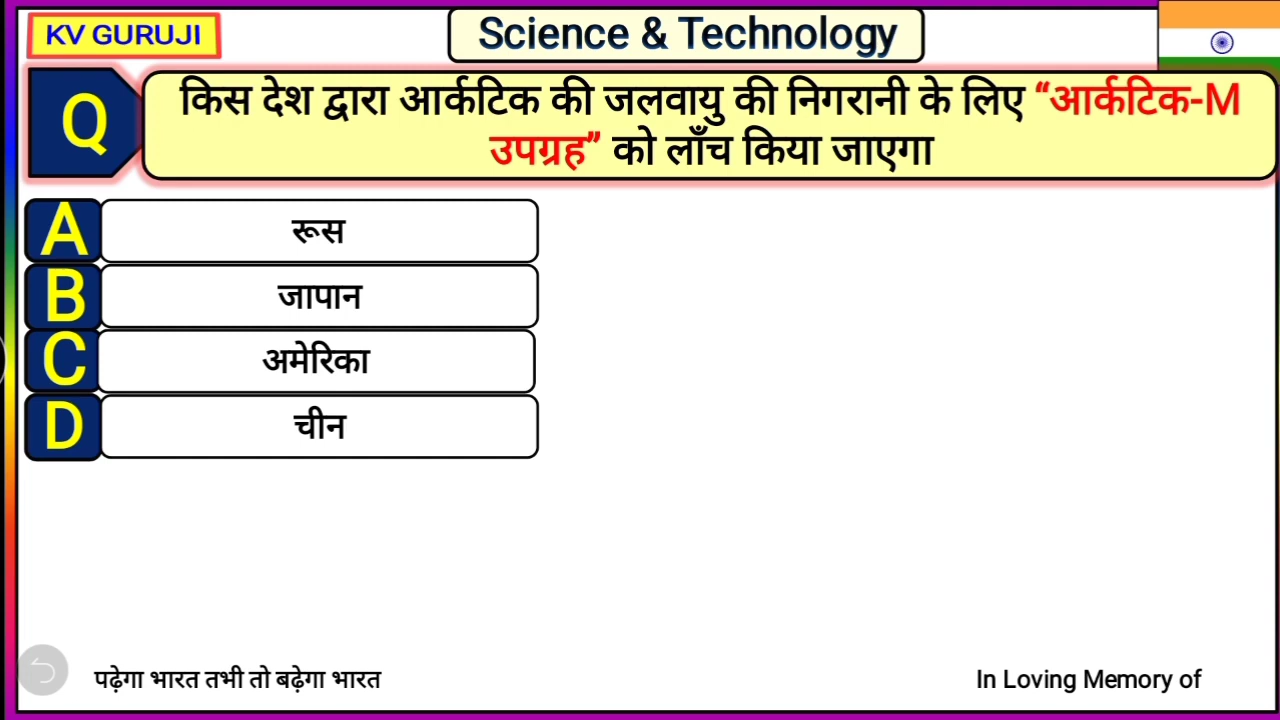 KV GURUJI
Science & Technology
Q
किस देश द्वारा आर्कटिक की जलवायु की निगरानी के लिए “आर्कटिक-M
उपग्रह” को लाँच किया जाएगा
A रूस
B जापान
C अमेरिका
D चीन
पढ़ेगा भारत तभी तो बढ़ेगा भारत
In Loving Memory of